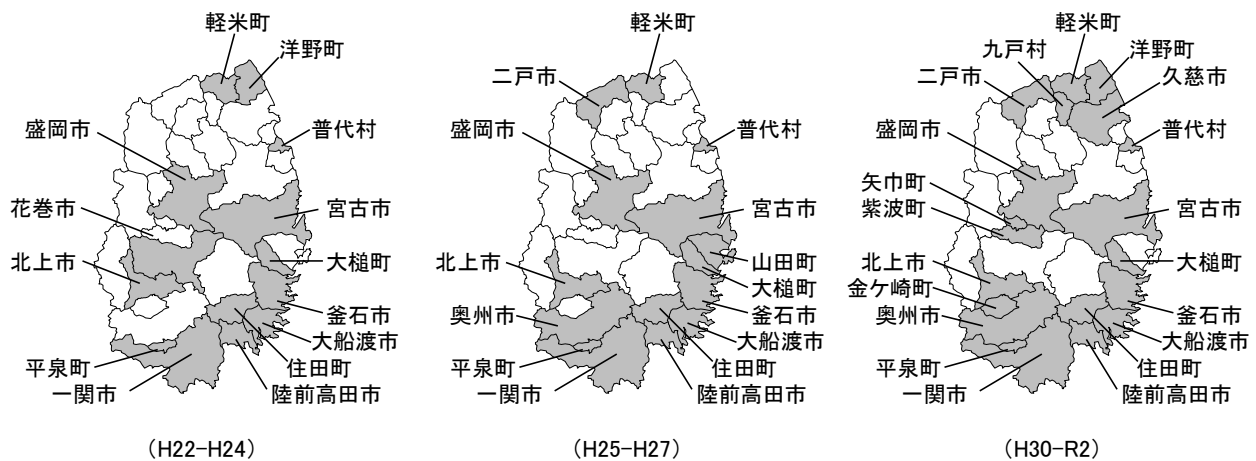 軽米町
洋野町
盛岡市
普代村
花巻市
宮古市
北上市
大槌町
釜石市
大船渡市
平泉町
住田町
一関市
陸前高田市
（H22-H24）
軽米町
二戸市
盛岡市
普代村
宮古市
北上市
山田町
大槌町
奥州市
釜石市
大船渡市
平泉町
住田町
一関市
陸前高田市
（H25-H27）
軽米町
九戸村
洋野町
二戸市
久慈市
盛岡市
普代村
矢巾町
紫波町
宮古市
北上市
大槌町
金ケ崎町
奥州市
釜石市
大船渡市
平泉町
住田町
一関市
陸前高田市
（H30-R2）